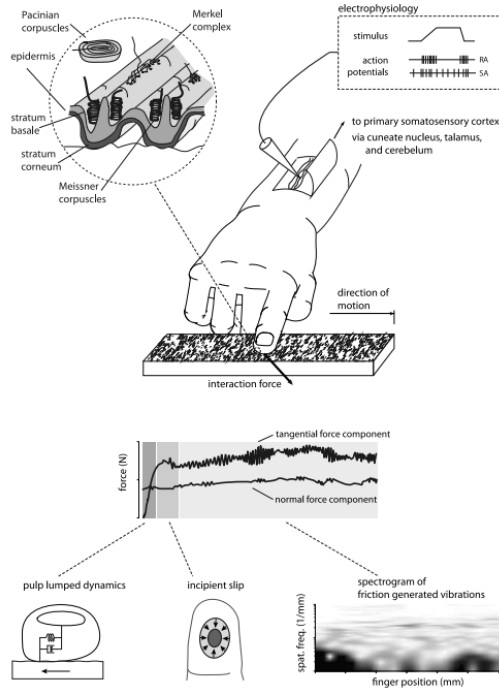 Pacinian
corpuscles
Merkel
complex
epidermis
stratum
basale
stratum
corneum
Meissner
corpuscles
electrophysiology
stimulus
action
potentials
RA
SA
to primary somatosensory cortex
via cuneate nucleus, talamus,
and cerebelum
direction of
motion
interaction force
force (N)
tangential force component
normal force component
pulp lumped dynamics
incipient slip
spectrogram of
friction generated vibrations
spat. freq. (1/mm)
finger position (mm)